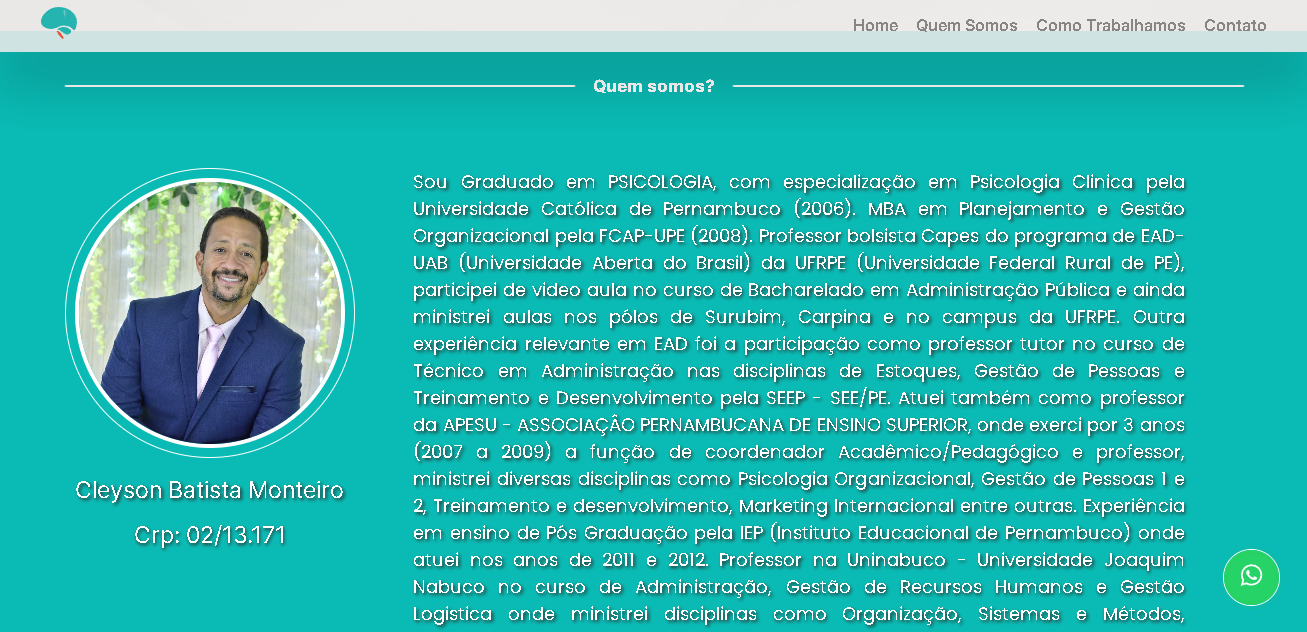 Home Quem Somos Como Trabalhamos Contato
Quem somos?
Sou Graduado em PSICOLOGIA, com especialização em Psicologia Clinica pela
Universidade Católica de Pernambuco (2006). MBA em Planejamento e Gestão
Organizacional pela FCAP-UPE (2008). Professor bolsista Capes do programa de EAD-
UAB (Universidade Aberta do Brasil) da UFRPE (Universidade Federal Rural de PE),
participei de video aula no curso de Bacharelado em Administração Pública e ainda
ministrei aulas nos pólos de Surubim, Carpina e no campus da UFRPE. Outra
experiência relevante em EAD foi a participação como professor tutor no curso de
Técnico em Administração nas disciplinas de Estoques, Gestão de Pessoas e
Treinamento e Desenvolvimento pela SEEP - SEE/PE. Atuei também como professor
da APESU - ASSOCIAÇÂO PERNAMBUCANA DE ENSINO SUPERIOR, onde exerci por 3 anos
(2007 a 2009) a função de coordenador Acadêmico/Pedagógico e professor,
ministrei diversas disciplinas como Psicologia Organizacional, Gestão de Pessoas 1 e
2, Treinamento e desenvolvimento, Marketing Internacional entre outras. Experiência
em ensino de Pós Graduação pela IEP (Instituto Educacional de Pernambuco) onde
atuei nos anos de 2011 e 2012. Professor na Uninabuco - Universidade Joaquim
Nabuco no curso de Administração, Gestão de Recursos Humanos e Gestão
Logistica onde ministrei disciplinas como Organização, Sistemas e Métodos,
Cleyson Batista Monteiro
Crp: 02/13.171